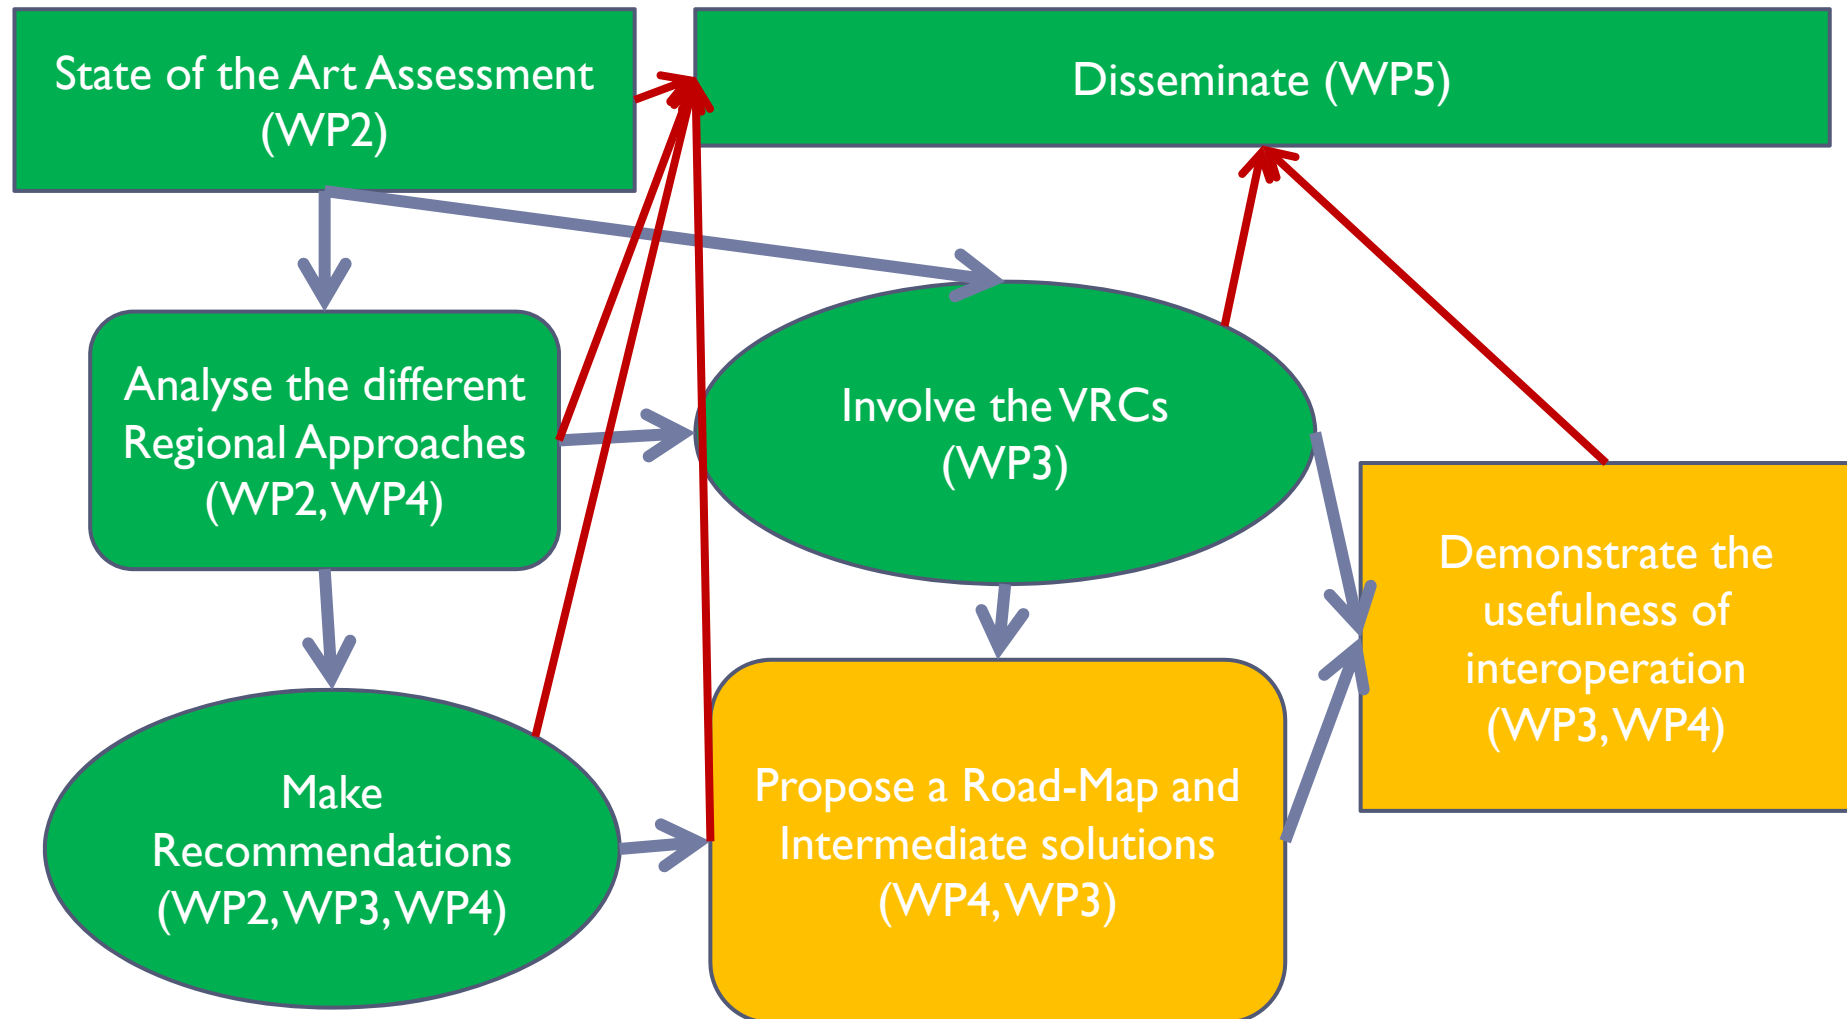 State of the Art Assessment
(WP2)
Disseminate (WP5)
Analyse the different
Regional Approaches
(WP2, WP4)
Involve the VRCs
(WP3)
Demonstrate the
usefulness of
interoperation
(WP3, WP4)
Make
Recommendations
(WP2, WP3, WP4)
Propose a Road-Map and
Intermediate solutions
(WP4, WP3)